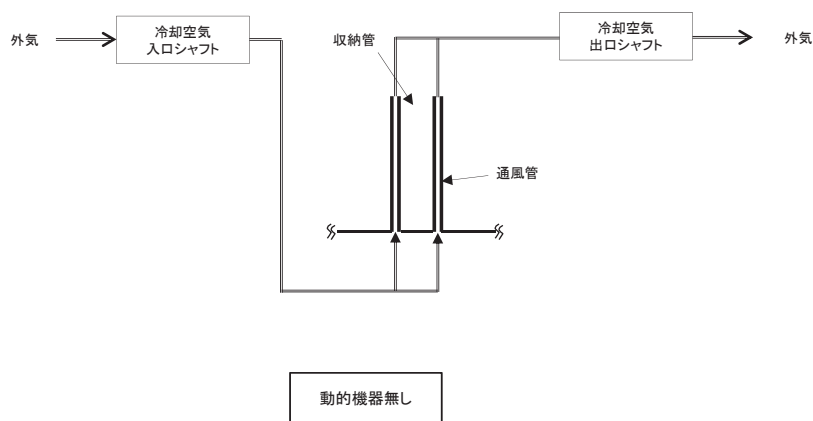 外気
冷却空気
入口シャフト
収納管
冷却空気
出口シャフト
外気
通風管
動的機器無し